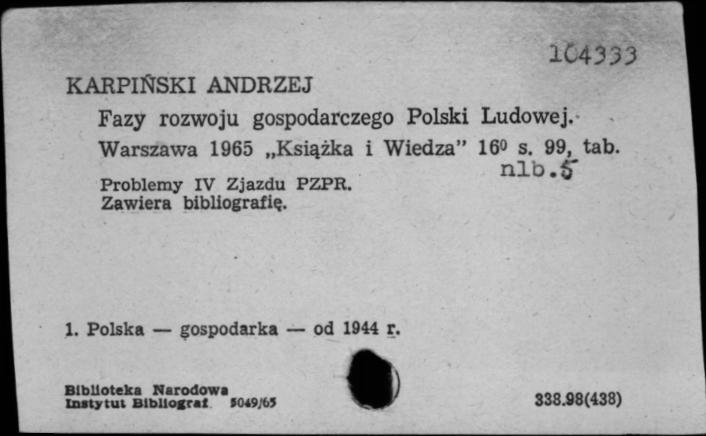 104333
KARPIŃSKI ANDRZEJ
Fazy rozwoju gospodarczego Polski Ludowej.
Warszawa 1965 „Książka i Wiedza” 16⁰ s. 99, tab.
nlb.5
Problemy IV Zjazdu PZPR.
Zawiera bibliografię.
1. Polska — gospodarka — od 1944 r.
Biblioteka Narodowa
Instytut Bibliograf. 5049/65
338.98(438)